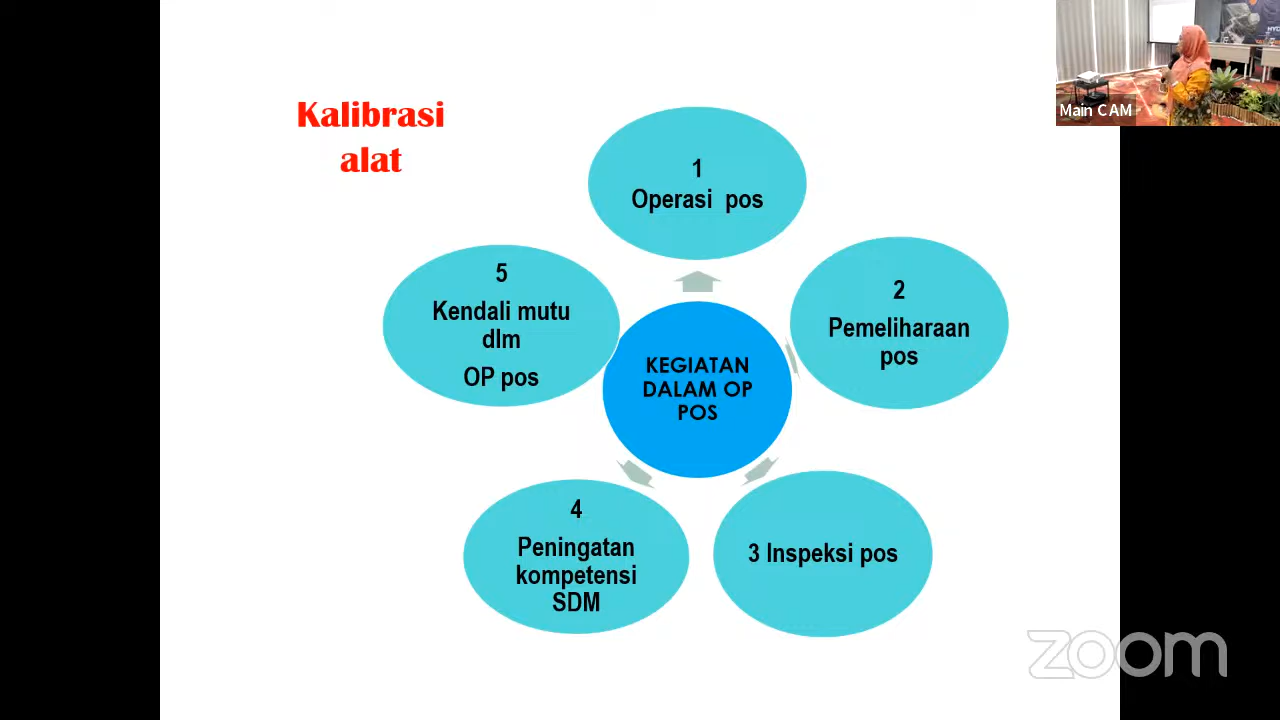 Kalibrasi
alat
1
Operasi pos
2
Pemeliharaan
pos
3 Inspeksi pos
4
Peningatan
kompetensi
SDM
5
Kendali mutu
dlm
OP pos
KEGIATAN
DALAM OP
POS
Main CAM
zoom